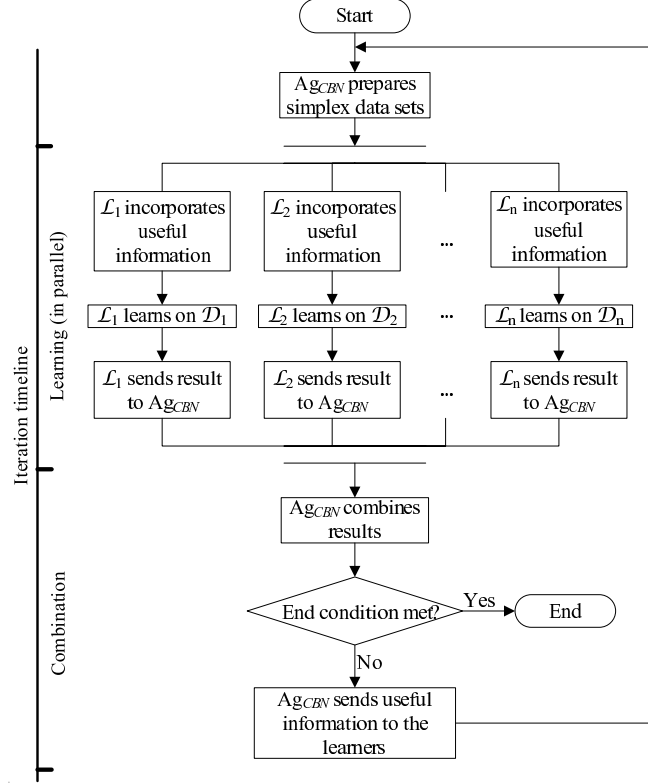 Start
Ag_CBN prepares
simplex data sets
ℒ₁ incorporates
useful
information
ℒ₂ incorporates
useful
information
...
ℒₙ incorporates
useful
information
ℒ₁ learns on 𝒟₁
ℒ₂ learns on 𝒟₂
...
ℒₙ learns on 𝒟ₙ
ℒ₁ sends result
to Ag_CBN
ℒ₂ sends result
to Ag_CBN
...
ℒₙ sends result
to Ag_CBN
Ag_CBN combines
results
End condition met?
Yes
End
No
Ag_CBN sends useful
information to the
learners
Iteration timeline
Learning (in parallel)
Combination